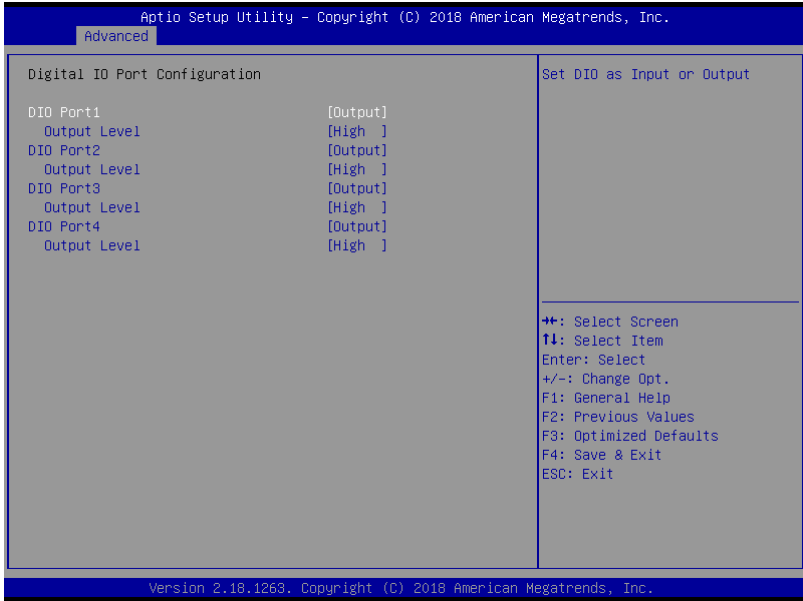 Aptio Setup Utility – Copyright (C) 2018 American Megatrends, Inc.
Advanced
Digital IO Port Configuration
DIO Port1 [Output]
Output Level [High ]
DIO Port2 [Output]
Output Level [High ]
DIO Port3 [Output]
Output Level [High ]
DIO Port4 [Output]
Output Level [High ]
Set DIO as Input or Output
→←: Select Screen
↑↓: Select Item
Enter: Select
+/-: Change Opt.
F1: General Help
F2: Previous Values
F3: Optimized Defaults
F4: Save & Exit
ESC: Exit
Version 2.18.1263. Copyright (C) 2018 American Megatrends, Inc.